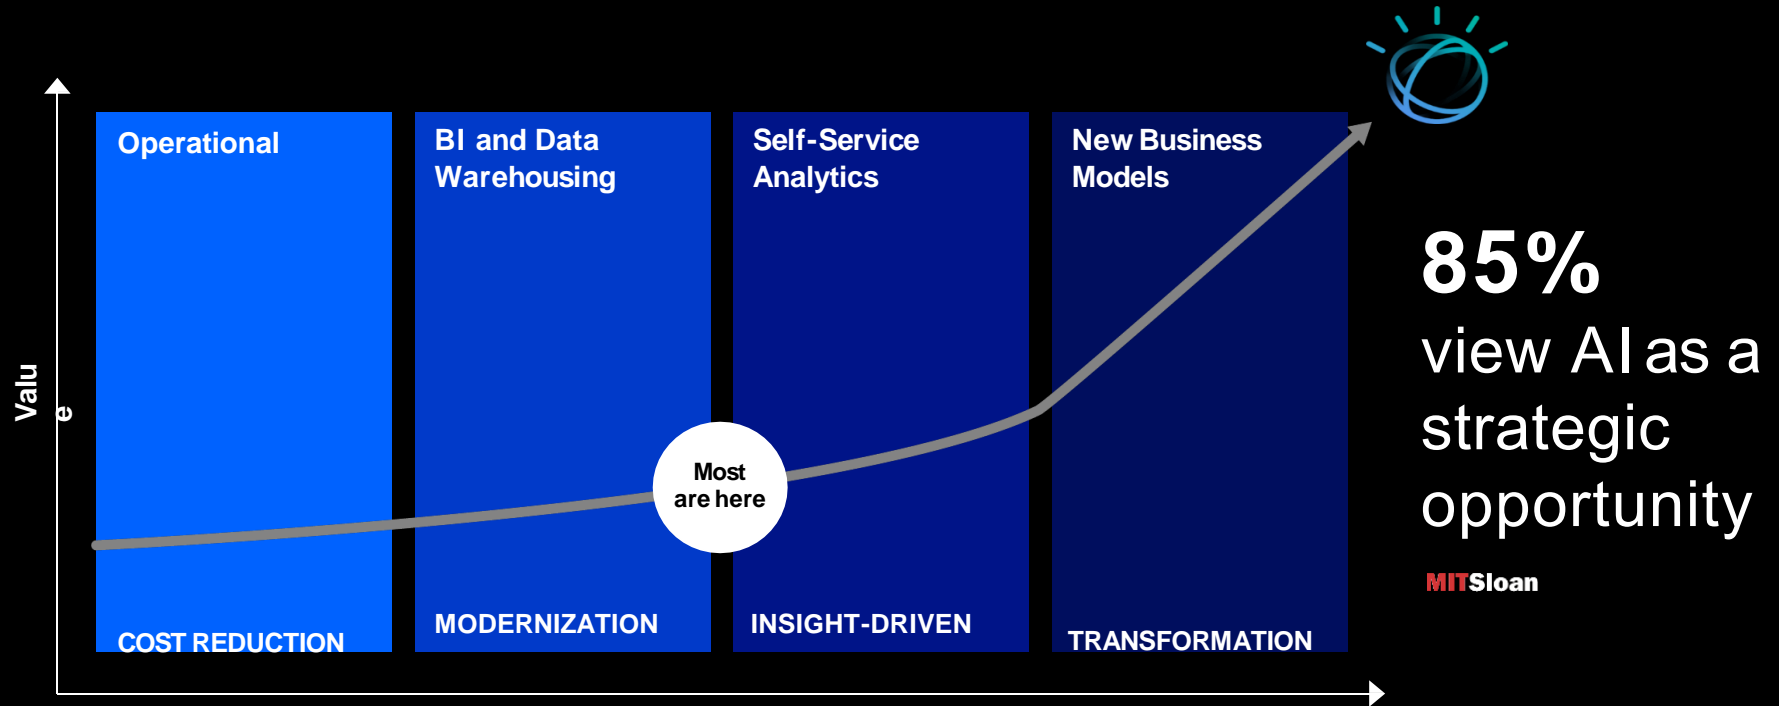 Operational
BI and Data
Warehousing
Self-Service
Analytics
New Business
Models
85%
view AI as a
strategic
opportunity
MITSloan
Valu
e
Most
are here
COST REDUCTION
MODERNIZATION
INSIGHT-DRIVEN
TRANSFORMATION